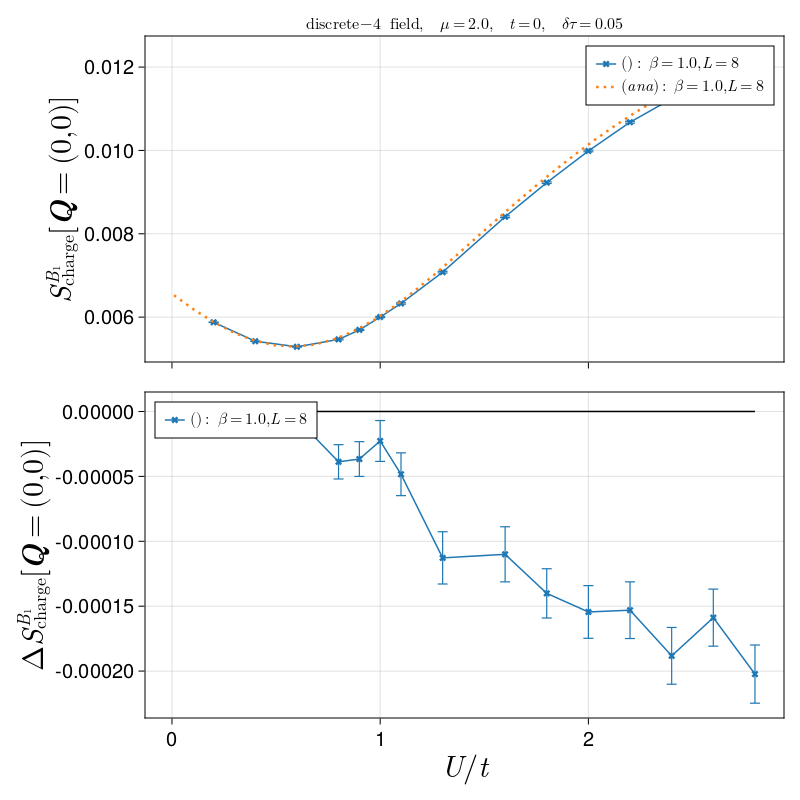 discrete−4 field, μ = 2.0, t = 0, δτ = 0.05
0.012
() : β = 1.0,L = 8
(ana) : β = 1.0,L = 8
0.010
0.008
0.006
S^{B_1}_{charge}[Q = (0,0)]
0.00000
() : β = 1.0,L = 8
-0.00005
-0.00010
-0.00015
-0.00020
ΔS^{B_1}_{charge}[Q = (0,0)]
0 1 2
U/t